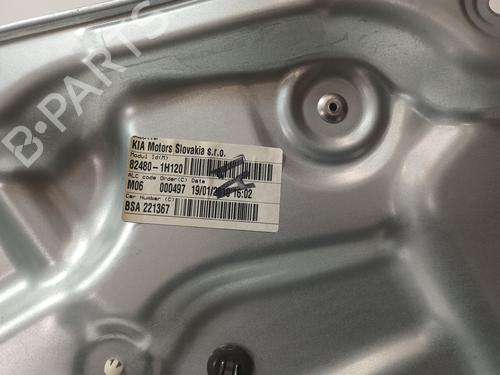 B-PARTS
KIA Motors Slovakia s.r.o.
Modul Id(M)
82480-1H120
ALC code Order(C) Date
M06 000497 19/01/ 16:02
Car Number (C)
BSA 221367